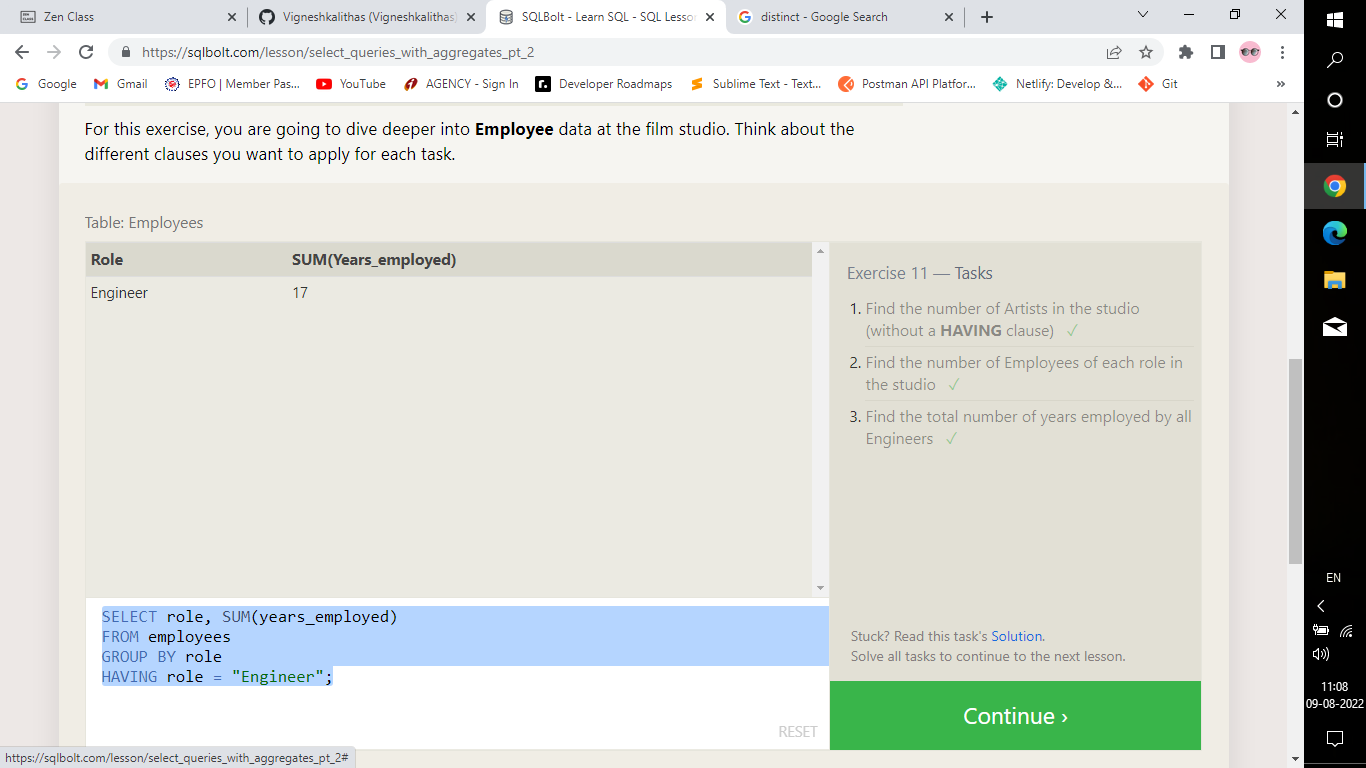 Zen Class
Vigneshkalithas (Vigneshkalithas)
SQLBolt - Learn SQL - SQL Lesso
distinct - Google Search
https://sqlbolt.com/lesson/select_queries_with_aggregates_pt_2
Google
Gmail
EPFO | Member Pas...
YouTube
AGENCY - Sign In
Developer Roadmaps
Sublime Text - Text...
Postman API Platfor...
Netlify: Develop &...
Git
»
For this exercise, you are going to dive deeper into Employee data at the film studio. Think about the
different clauses you want to apply for each task.
Table: Employees
Role SUM(Years_employed)
Engineer 17
Exercise 11 — Tasks
1. Find the number of Artists in the studio
(without a HAVING clause) ✓
2. Find the number of Employees of each role in
the studio ✓
3. Find the total number of years employed by all
Engineers ✓
SELECT role, SUM(years_employed)
FROM employees
GROUP BY role
HAVING role = "Engineer";
RESET
Stuck? Read this task's Solution.
Solve all tasks to continue to the next lesson.
Continue ›
https://sqlbolt.com/lesson/select_queries_with_aggregates_pt_2#
EN
11:08
09-08-2022